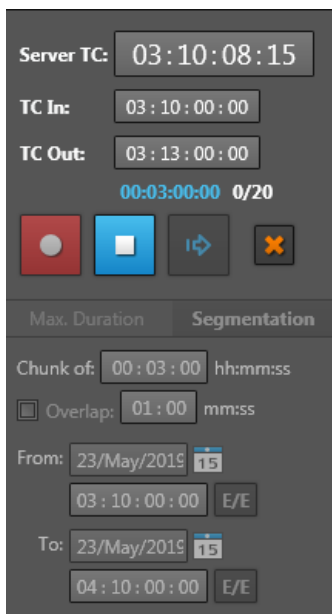 Server TC: 03:10:08:15
TC In: 03:10:00:00
TC Out: 03:13:00:00
00:03:00:00 0/20
Max. Duration Segmentation
Chunk of: 00:03:00 hh:mm:ss
Overlap: 01:00 mm:ss
From: 23/May/2019 15
03:10:00:00 E/E
To: 23/May/2019 15
04:10:00:00 E/E